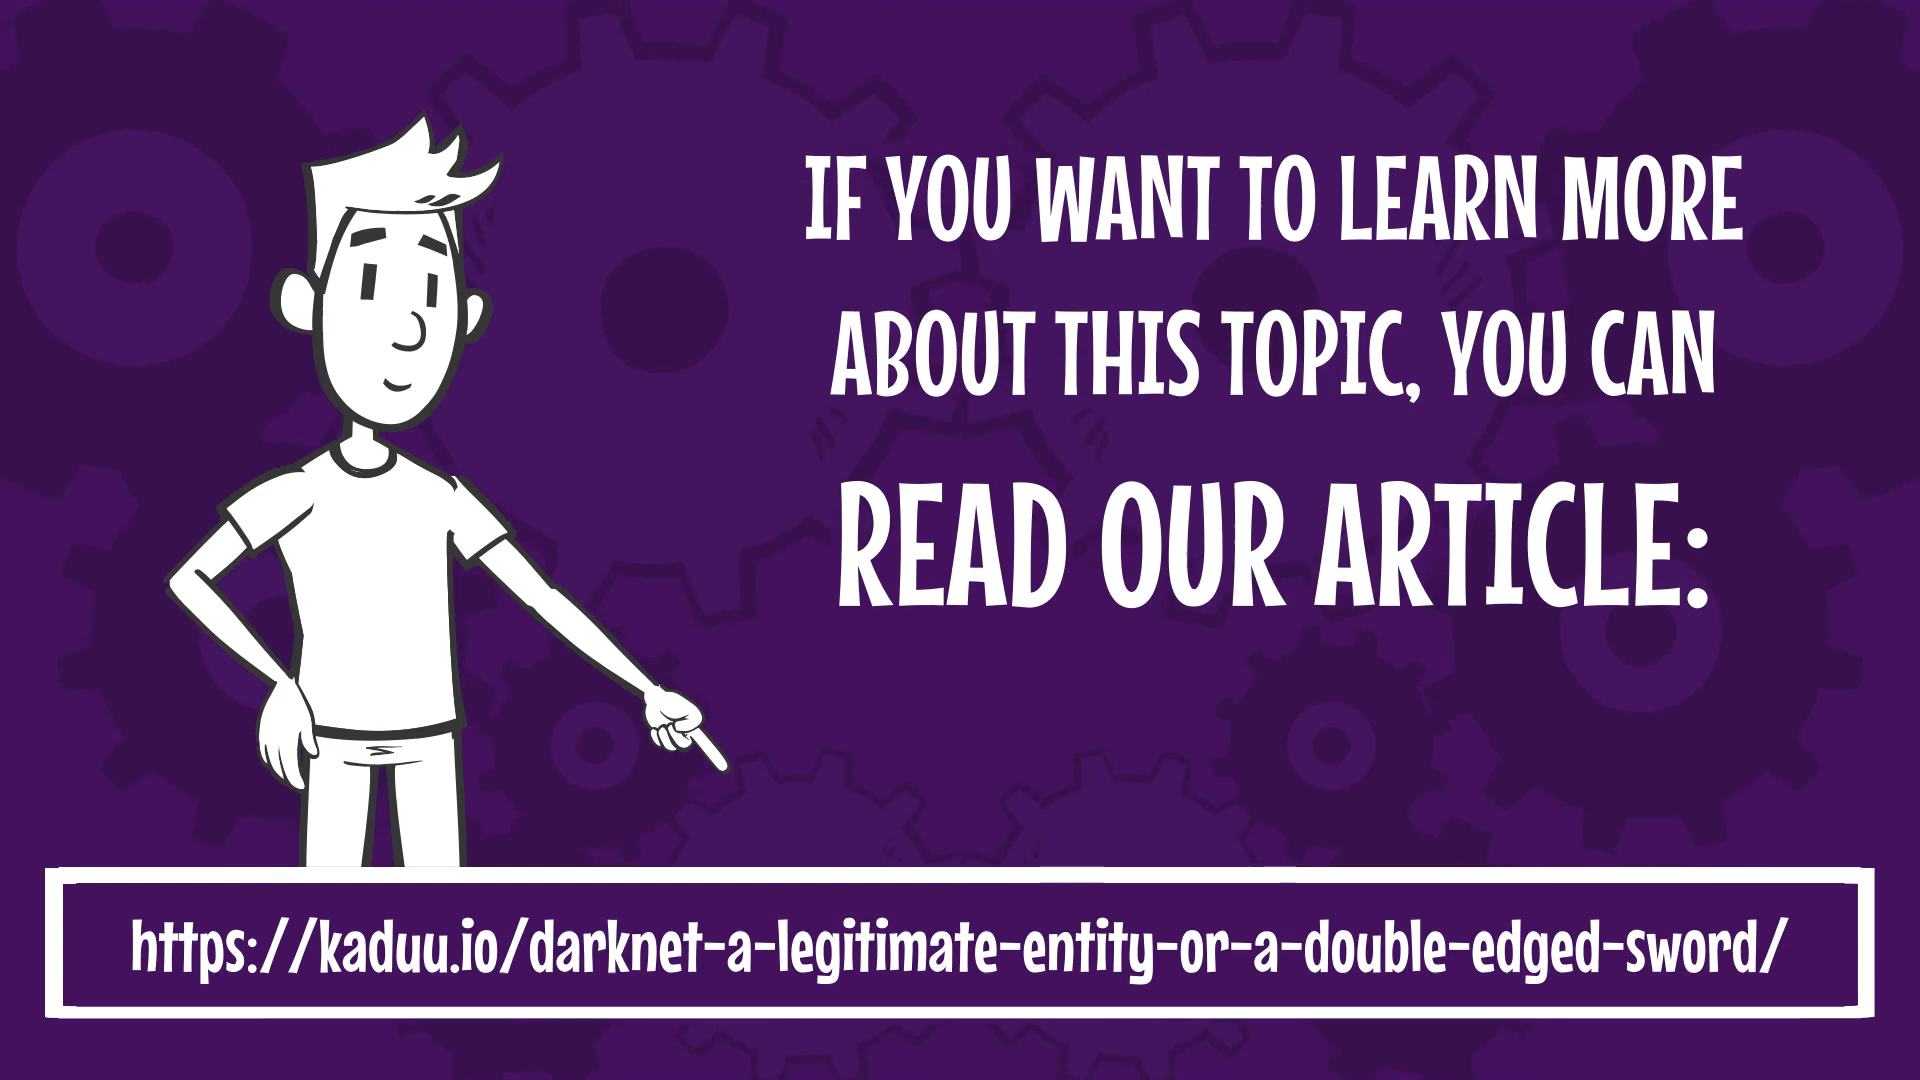 IF YOU WANT TO LEARN MORE
ABOUT THIS TOPIC, YOU CAN
READ OUR ARTICLE:
https://kaduu.io/darknet-a-legitimate-entity-or-a-double-edged-sword/